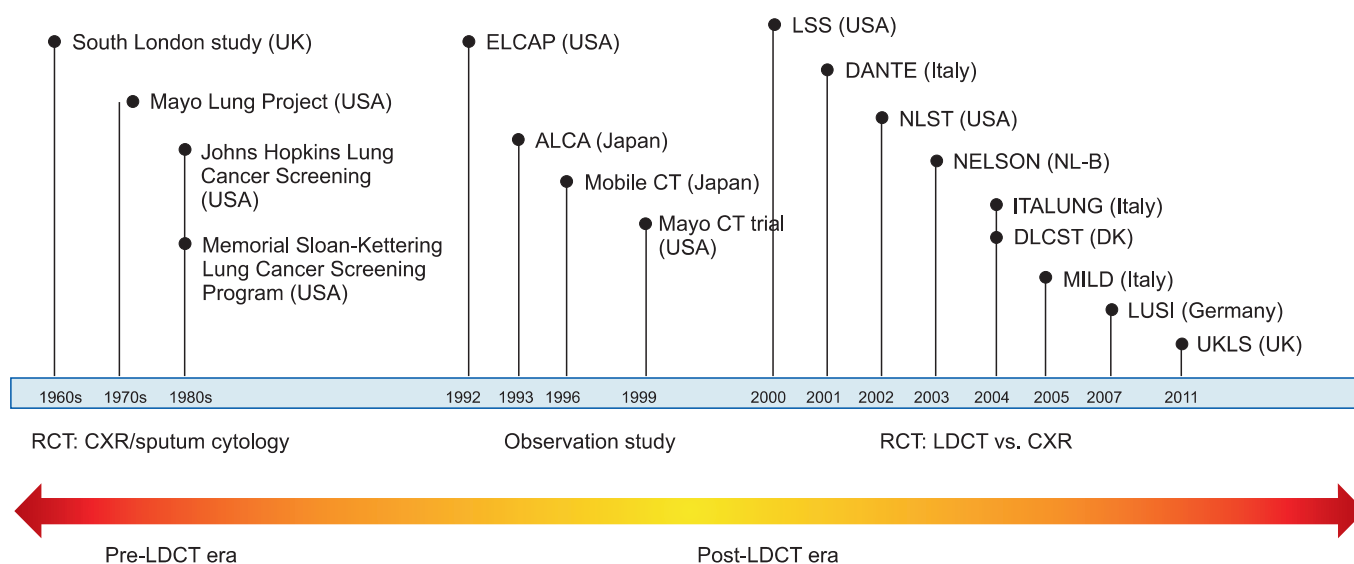 South London study (UK)
Mayo Lung Project (USA)
Johns Hopkins Lung
Cancer Screening
(USA)
Memorial Sloan-Kettering
Lung Cancer Screening
Program (USA)
ELCAP (USA)
ALCA (Japan)
Mobile CT (Japan)
Mayo CT trial
(USA)
LSS (USA)
DANTE (Italy)
NLST (USA)
NELSON (NL-B)
ITALUNG (Italy)
DLCST (DK)
MILD (Italy)
LUSI (Germany)
UKLS (UK)
1960s 1970s 1980s 1992 1993 1996 1999 2000 2001 2002 2003 2004 2005 2007 2011
RCT: CXR/sputum cytology Observation study RCT: LDCT vs. CXR
Pre-LDCT era Post-LDCT era